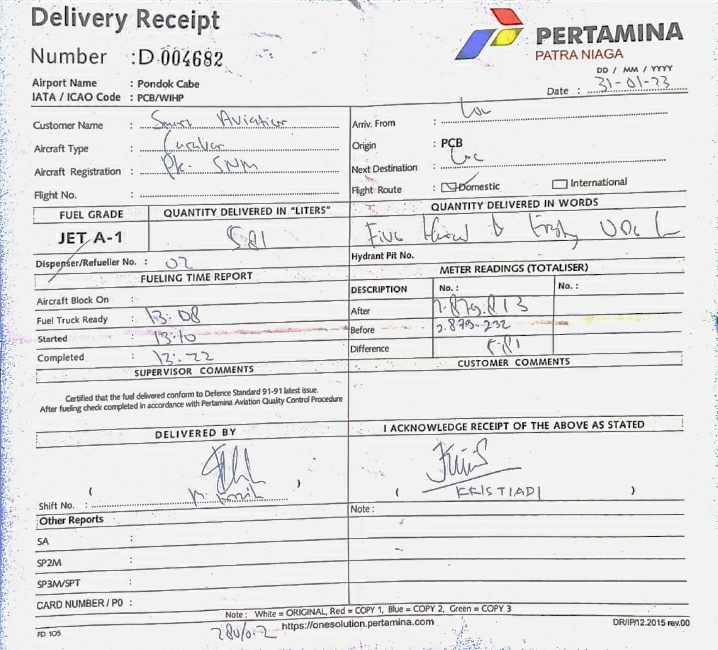 Delivery Receipt
PERTAMINA
PATRA NIAGA
Number : D 004682
DD / MM / YYYY
Date : 31-01-23
Airport Name : Pondok Cabe
IATA / ICAO Code : PCB/WIHP
Customer Name : Aviation
Arriv. From :
Aircraft Type :
Origin : PCB
Aircraft Registration : PK- SNM
Next Destination :
Flight No. :
Flight Route : Domestic International
FUEL GRADE QUANTITY DELIVERED IN "LITERS" QUANTITY DELIVERED IN WORDS
JET A-1 581 Five
Dispenser/Refueller No. : 02
Hydrant Pit No.
FUELING TIME REPORT METER READINGS (TOTALISER)
DESCRIPTION No. : No. :
Aircraft Block On :
Fuel Truck Ready : 13:08
After 2.879.813
Started : 13:10
Before 2.879-232
Completed : 13:22
Difference 581
SUPERVISOR COMMENTS CUSTOMER COMMENTS
Certified that the fuel delivered conform to Defence Standard 91-91 latest issue.
After fueling check completed in accordance with Pertamina Aviation Quality Control Procedure
DELIVERED BY I ACKNOWLEDGE RECEIPT OF THE ABOVE AS STATED
( ) ( KRISTIADI )
Shift No. :
Note :
Other Reports
SA :
SP2M :
SP3M/SPT :
CARD NUMBER / PO :
Note : White = ORIGINAL, Red = COPY 1, Blue = COPY 2, Green = COPY 3
FD 105 https://onesolution.pertamina.com DR/IP/12.2015 rev.00